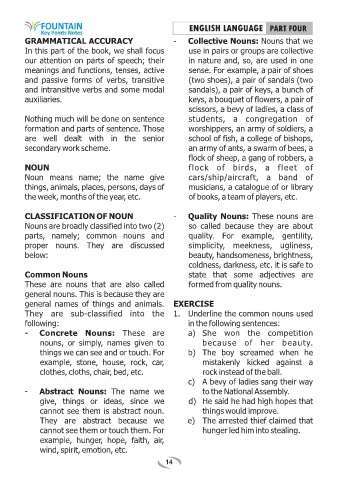 FOUNTAIN
Key Points Notes
ENGLISH LANGUAGE PART FOUR
GRAMMATICAL ACCURACY
In this part of the book, we shall focus
our attention on parts of speech; their
meanings and functions, tenses, active
and passive forms of verbs, transitive
and intransitive verbs and some modal
auxiliaries.
Nothing much will be done on sentence
formation and parts of sentence. Those
are well dealt with in the senior
secondary work scheme.
NOUN
Noun means name; the name give
things, animals, places, persons, days of
the week, months of the year, etc.
CLASSIFICATION OF NOUN
Nouns are broadly classified into two (2)
parts, namely; common nouns and
proper nouns. They are discussed
below:
Common Nouns
These are nouns that are also called
general nouns. This is because they are
general names of things and animals.
They are sub-classified into the
following:
- Concrete Nouns: These are
nouns, or simply, names given to
things we can see and or touch. For
example, stone, house, rock, car,
clothes, cloths, chair, bed, etc.
- Abstract Nouns: The name we
give, things or ideas, since we
cannot see them is abstract noun.
They are abstract because we
cannot see them or touch them. For
example, hunger, hope, faith, air,
wind, spirit, emotion, etc.
- Collective Nouns: Nouns that we
use in pairs or groups are collective
in nature and, so, are used in one
sense. For example, a pair of shoes
(two shoes), a pair of sandals (two
sandals), a pair of keys, a bunch of
keys, a bouquet of flowers, a pair of
scissors, a bevy of ladies, a class of
students, a congregation of
worshippers, an army of soldiers, a
school of fish, a college of bishops,
an army of ants, a swarm of bees, a
flock of sheep, a gang of robbers, a
flock of birds, a fleet of
cars/ship/aircraft, a band of
musicians, a catalogue of or library
of books, a team of players, etc.
- Quality Nouns: These nouns are
so called because they are about
quality. For example, gentility,
simplicity, meekness, ugliness,
beauty, handsomeness, brightness,
coldness, darkness, etc. it is safe to
state that some adjectives are
formed from quality nouns.
EXERCISE
1. Underline the common nouns used
in the following sentences:
a) She won the competition
because of her beauty.
b) The boy screamed when he
mistakenly kicked against a
rock instead of the ball.
c) A bevy of ladies sang their way
to the National Assembly.
d) He said he had high hopes that
things would improve.
e) The arrested thief claimed that
hunger led him into stealing.
14